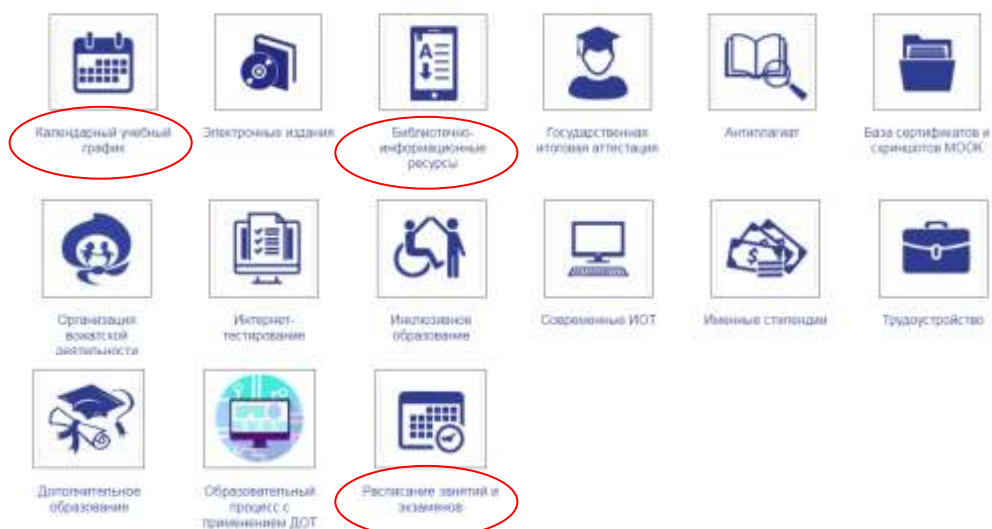 Календарный учебный
график
Электронные издания
Библиотечно-
информационные
ресурсы
Государственная
итоговая аттестация
Антиплагиат
База сертификатов и
скриншотов МООК
Организация
вожатской
деятельности
Интернет-
тестирование
Инклюзивное
образование
Современные ИОТ
Именные стипендии
Трудоустройство
Дополнительное
образование
Образовательный
процесс с
применением ДОТ
Расписание занятий и
экзаменов